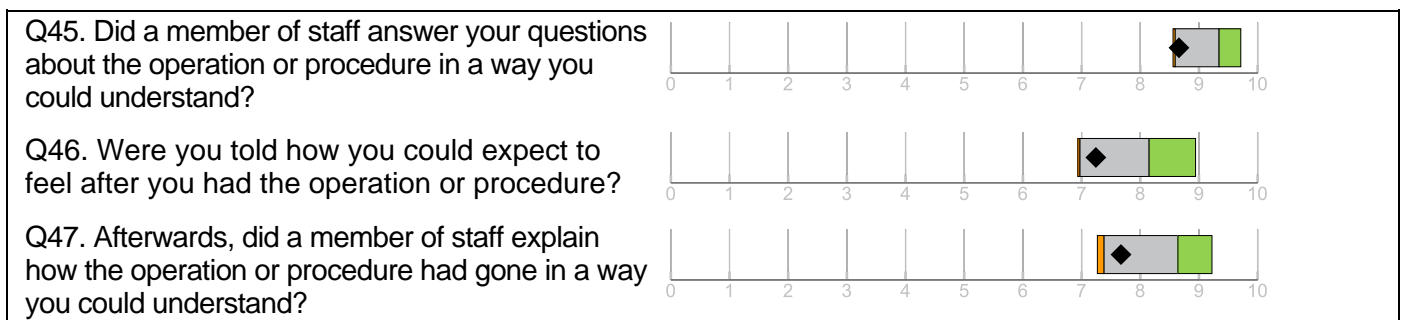 Q45. Did a member of staff answer your questions
about the operation or procedure in a way you
could understand?
0 1 2 3 4 5 6 7 8 9 10
Q46. Were you told how you could expect to
feel after you had the operation or procedure?
0 1 2 3 4 5 6 7 8 9 10
Q47. Afterwards, did a member of staff explain
how the operation or procedure had gone in a way
you could understand?
0 1 2 3 4 5 6 7 8 9 10